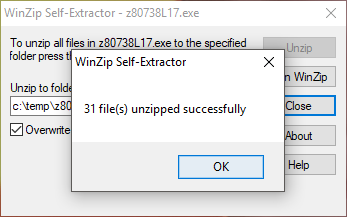 WinZip Self-Extractor - z80738L17.exe
To unzip all files in z80738L17.exe to the specified
folder press th
Unzip
WinZip Self-Extractor
n WinZip
Unzip to folde
31 file(s) unzipped successfully
c:\temp\z80
Close
Overwrite
About
OK
Help